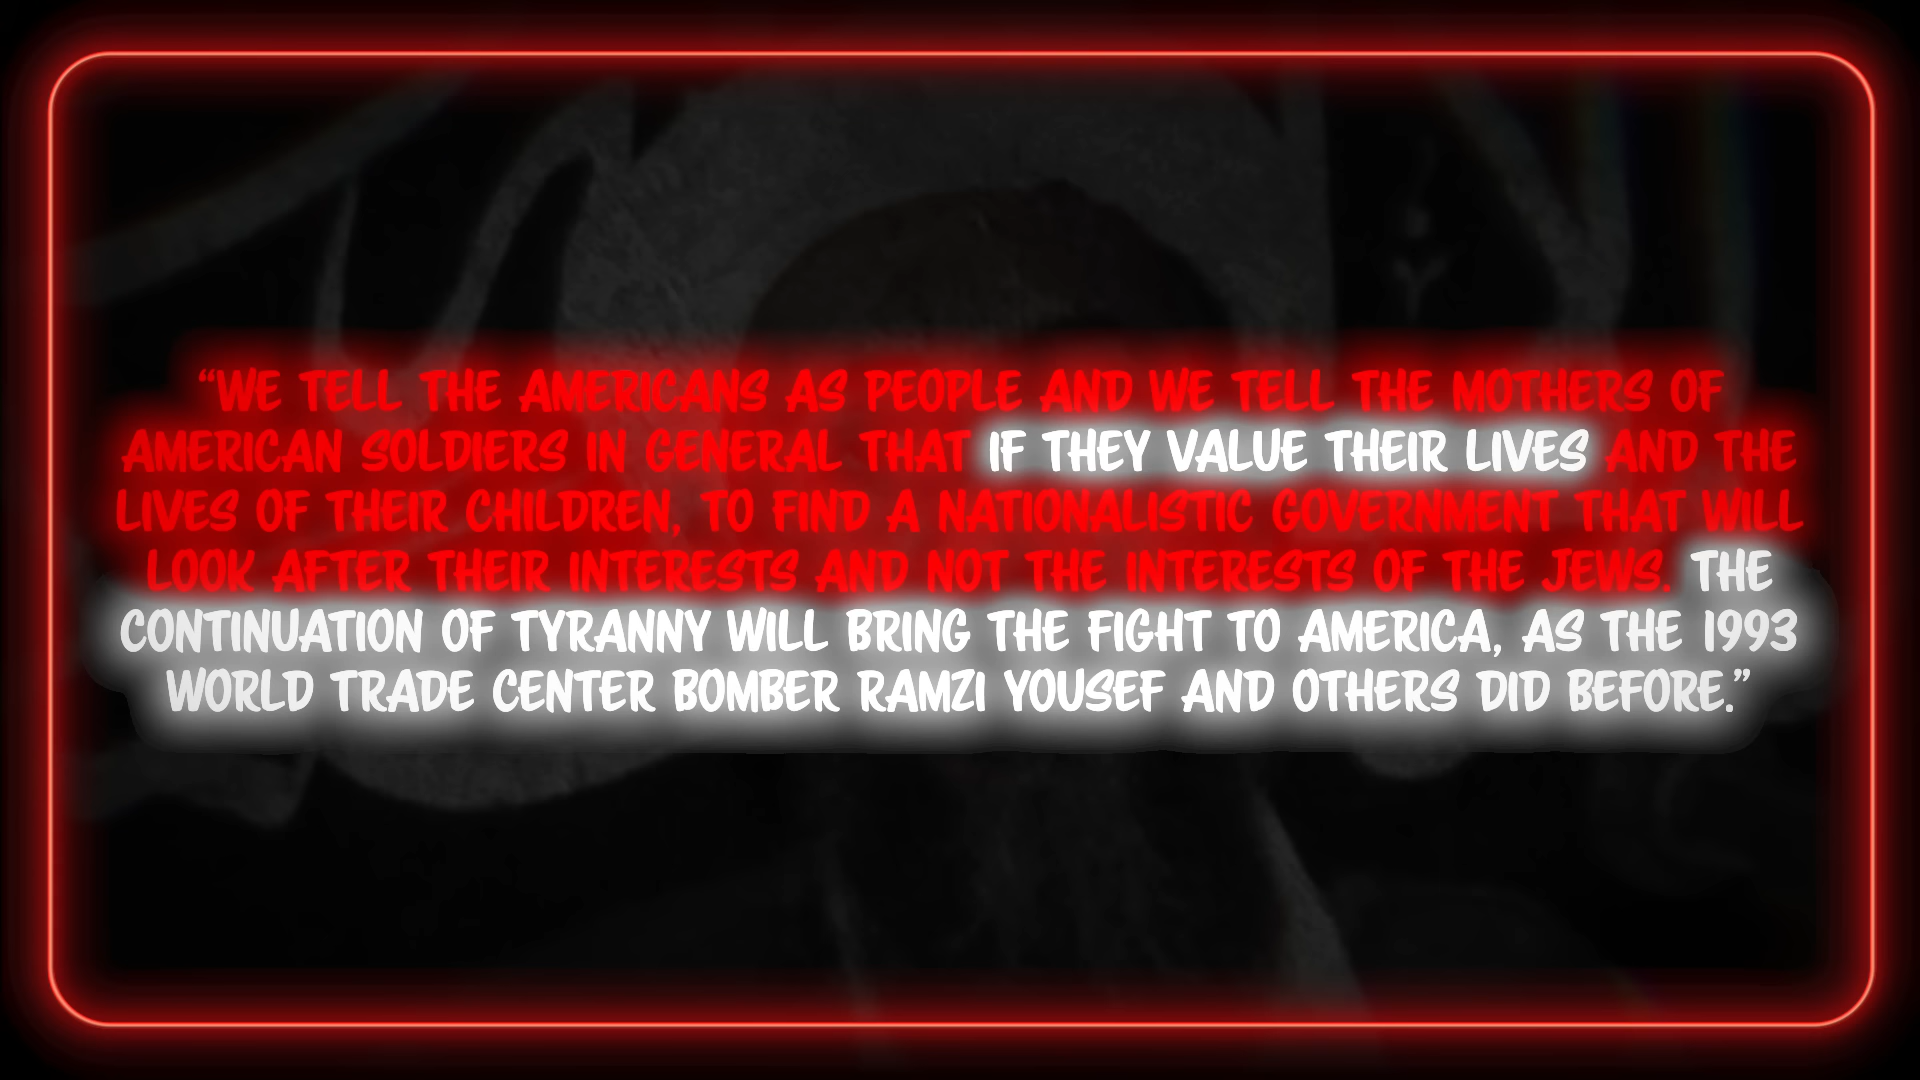 “WE TELL THE AMERICANS AS PEOPLE AND WE TELL THE MOTHERS OF
AMERICAN SOLDIERS IN GENERAL THAT IF THEY VALUE THEIR LIVES AND THE
LIVES OF THEIR CHILDREN, TO FIND A NATIONALISTIC GOVERNMENT THAT WILL
LOOK AFTER THEIR INTERESTS AND NOT THE INTERESTS OF THE JEWS. THE
CONTINUATION OF TYRANNY WILL BRING THE FIGHT TO AMERICA, AS THE 1993
WORLD TRADE CENTER BOMBER RAMZI YOUSEF AND OTHERS DID BEFORE.”